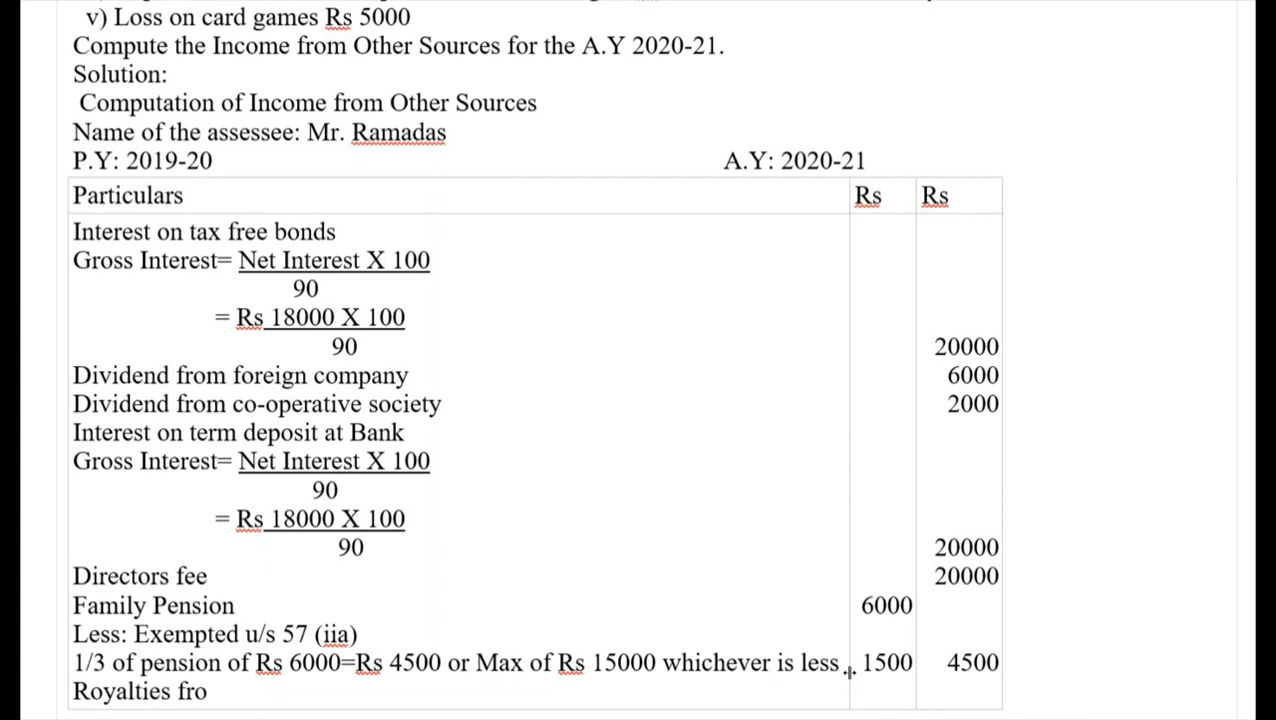 v) Loss on card games Rs 5000
Compute the Income from Other Sources for the A.Y 2020-21.
Solution:
Computation of Income from Other Sources
Name of the assessee: Mr. Ramadas
P.Y: 2019-20 A.Y: 2020-21
Particulars Rs Rs
Interest on tax free bonds
Gross Interest= Net Interest X 100
90
= Rs 18000 X 100
90 20000
Dividend from foreign company 6000
Dividend from co-operative society 2000
Interest on term deposit at Bank
Gross Interest= Net Interest X 100
90
= Rs 18000 X 100
90 20000
Directors fee 20000
Family Pension 6000
Less: Exempted u/s 57 (iia)
1/3 of pension of Rs 6000=Rs 4500 or Max of Rs 15000 whichever is less 1500 4500
Royalties fro